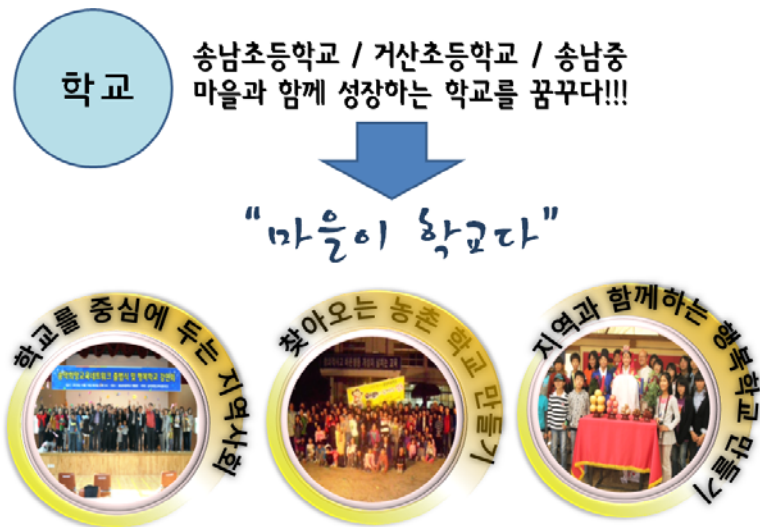 학교
송남초등학교 / 거산초등학교 / 송남중
마을과 함께 성장하는 학교를 꿈꾸다!!!
“마을이 학교다”
학교를 중심에 두는 지역사회
찾아오는 농촌 학교 만들기
지역과 함께하는 행복학교 만들기